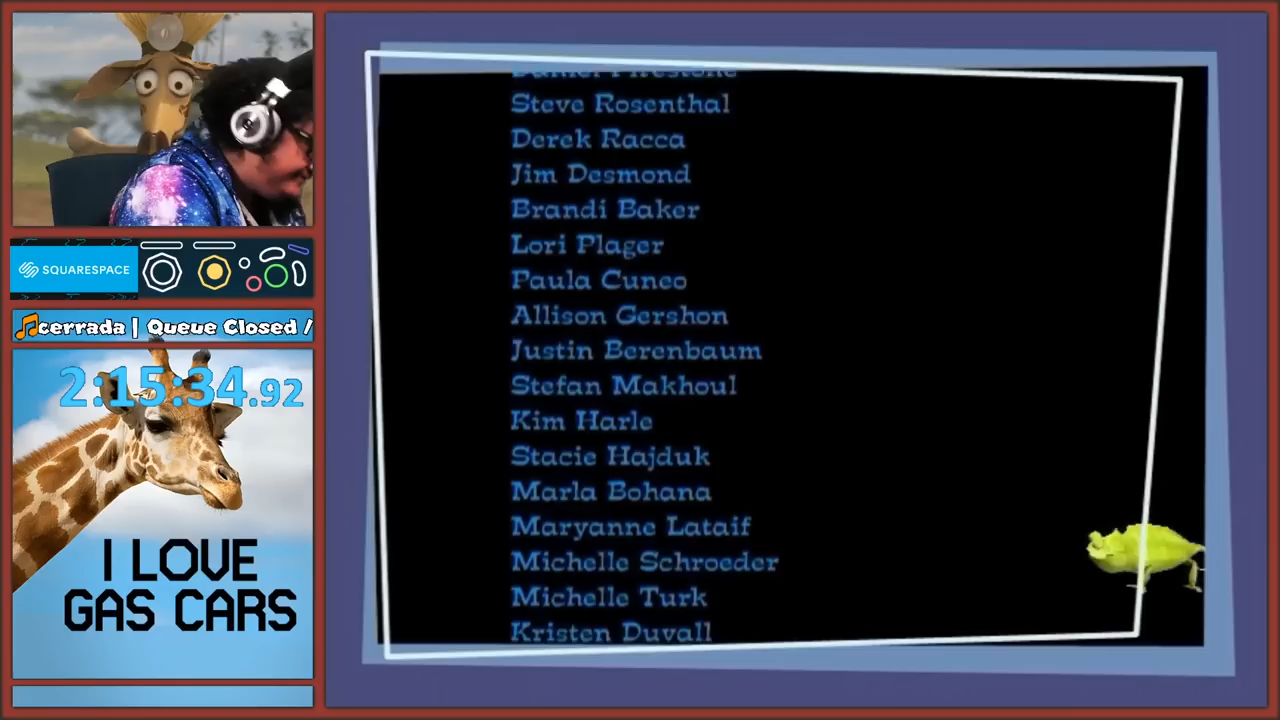 SQUARESPACE
cerrada | Queue Closed /
2:15:34.92
I LOVE
GAS CARS
Daniel Firestone
Steve Rosenthal
Derek Racca
Jim Desmond
Brandi Baker
Lori Plager
Paula Cuneo
Allison Gershon
Justin Berenbaum
Stefan Makhoul
Kim Harle
Stacie Hajduk
Marla Bohana
Maryanne Lataif
Michelle Schroeder
Michelle Turk
Kristen Duvall